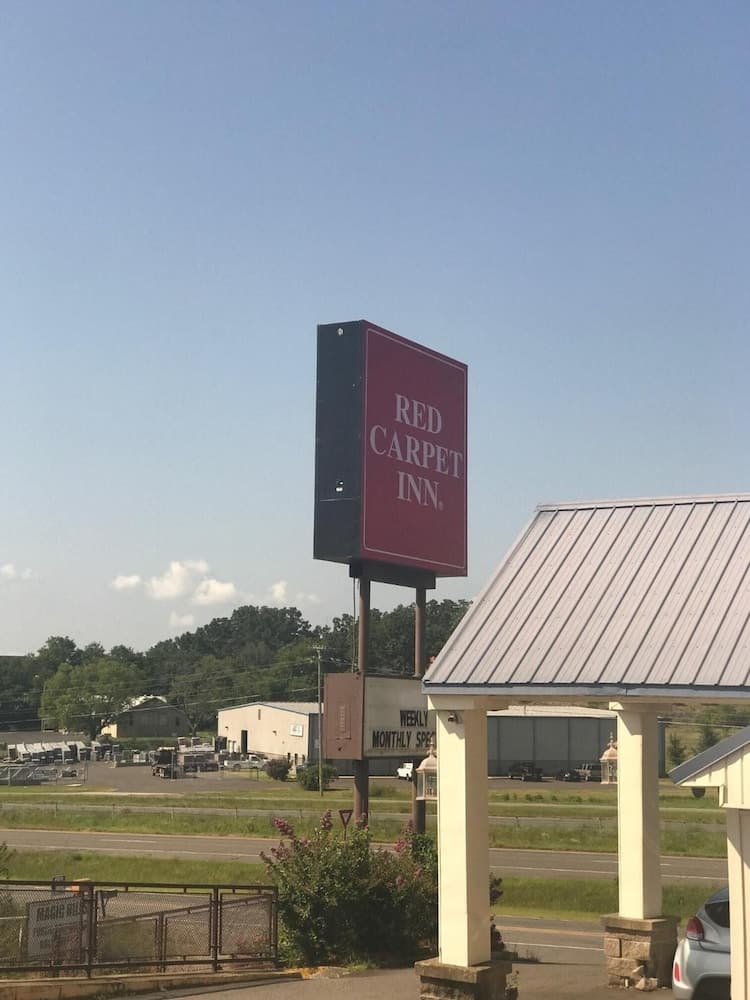 RED
CARPET
INN®
WEEKLY
MONTHLY SPEC